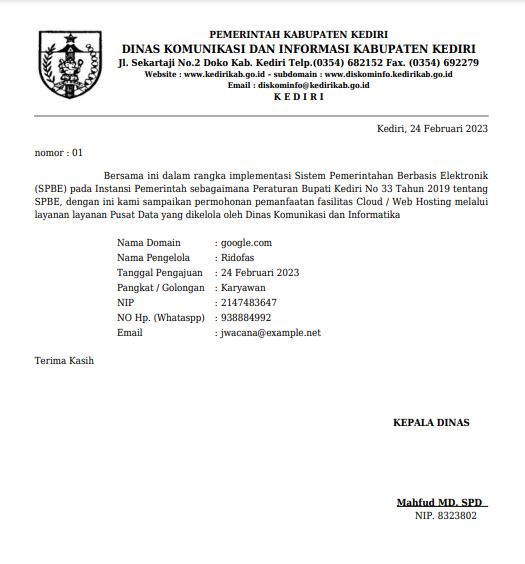 PEMERINTAH KABUPATEN KEDIRI
DINAS KOMUNIKASI DAN INFORMASI KABUPATEN KEDIRI
Jl. Sekartaji No.2 Doko Kab. Kediri Telp.(0354) 682152 Fax. (0354) 692279
Website : www.kedirikab.go.id - subdomain : www.diskominfo.kedirikab.go.id
Email : diskominfo@kedirikab.go.id
K E D I R I
Kediri, 24 Februari 2023
nomor : 01
Bersama ini dalam rangka implementasi Sistem Pemerintahan Berbasis Elektronik
(SPBE) pada Instansi Pemerintah sebagaimana Peraturan Bupati Kediri No 33 Tahun 2019 tentang
SPBE, dengan ini kami sampaikan permohonan pemanfaatan fasilitas Cloud / Web Hosting melalui
layanan layanan Pusat Data yang dikelola oleh Dinas Komunikasi dan Informatika
Nama Domain : google.com
Nama Pengelola : Ridofas
Tanggal Pengajuan : 24 Februari 2023
Pangkat / Golongan : Karyawan
NIP : 2147483647
NO Hp. (Whataspp) : 938884992
Email : jwacana@example.net
Terima Kasih
KEPALA DINAS
Mahfud MD. SPD
NIP. 8323802